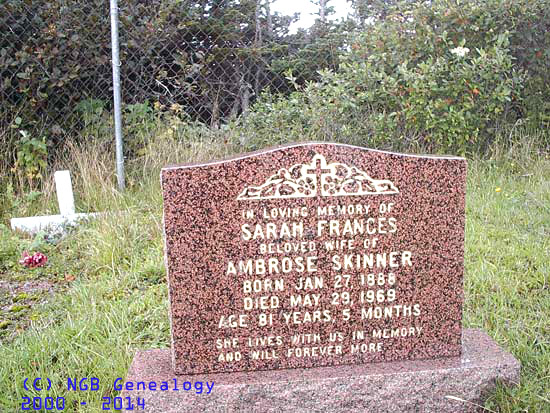 IN LOVING MEMORY OF
SARAH FRANCES
BELOVED WIFE OF
AMBROSE SKINNER
BORN JAN. 27, 1888
DIED MAY 29, 1969
AGE 81 YEARS, 5 MONTHS
SHE LIVES WITH US IN MEMORY
AND WILL FOREVER MORE
(C) NGB Genealogy
2000 - 2014